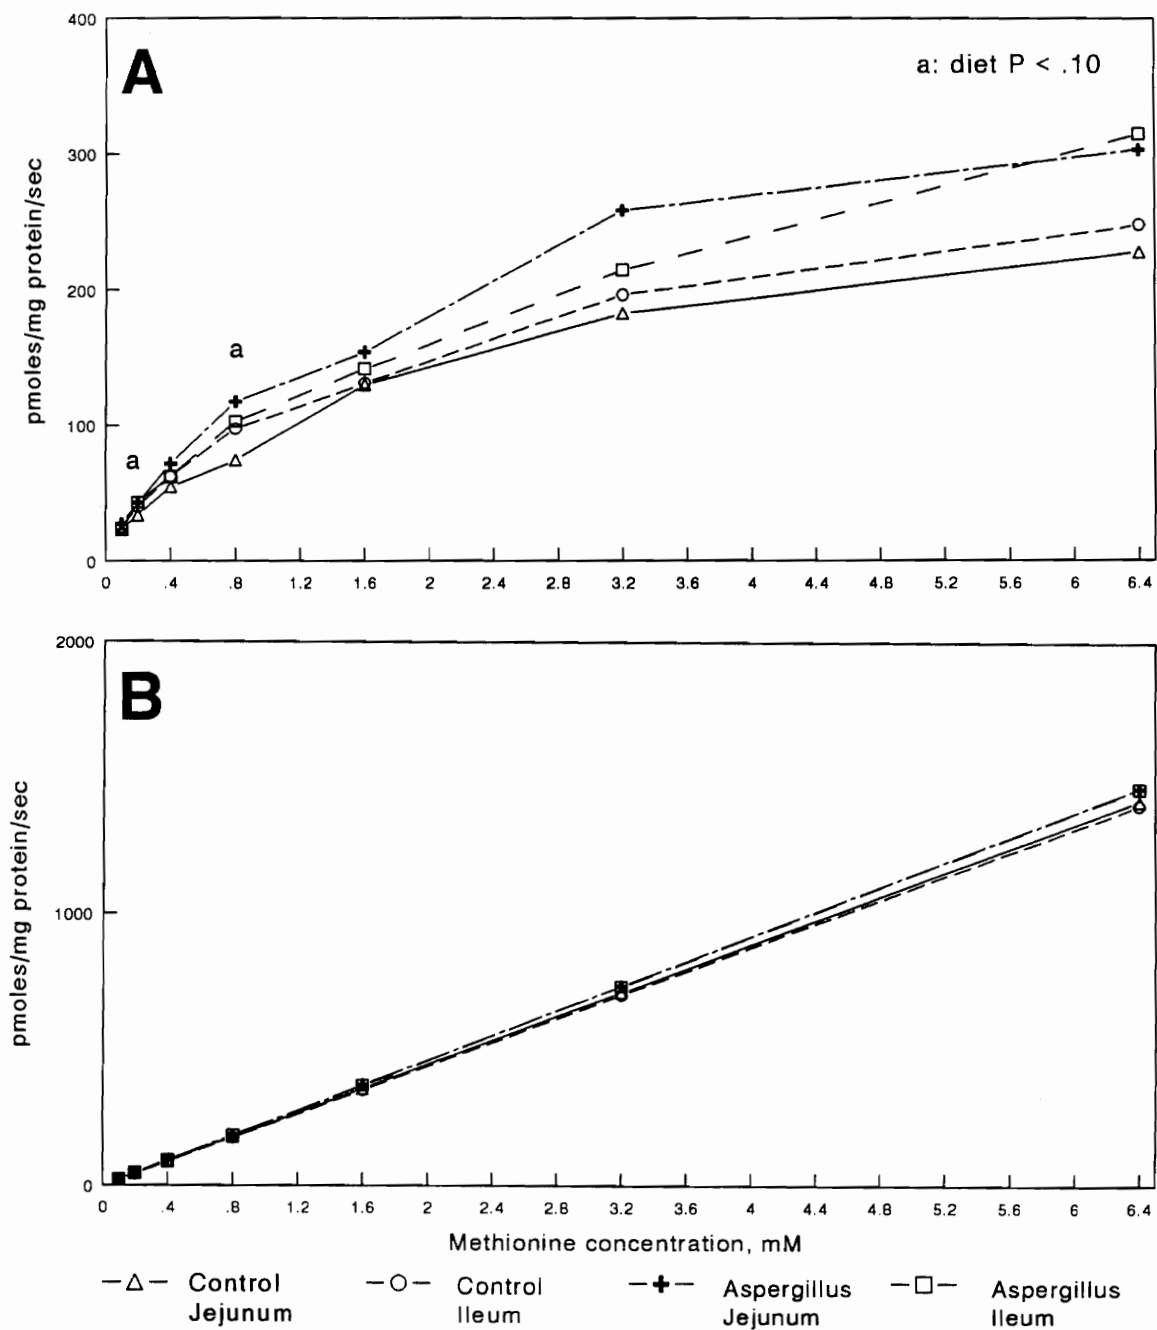 400
A
a: diet P < .10
300
pmoles/mg protein/sec
200
a
100
a
0
0 .4 .8 1.2 1.6 2 2.4 2.8 3.2 3.6 4 4.4 4.8 5.2 5.6 6 6.4
2000
B
pmoles/mg protein/sec
1000
0
0 .4 .8 1.2 1.6 2 2.4 2.8 3.2 3.6 4 4.4 4.8 5.2 5.6 6 6.4
Methionine concentration, mM
Control Jejunum
Control Ileum
Aspergillus Jejunum
Aspergillus Ileum